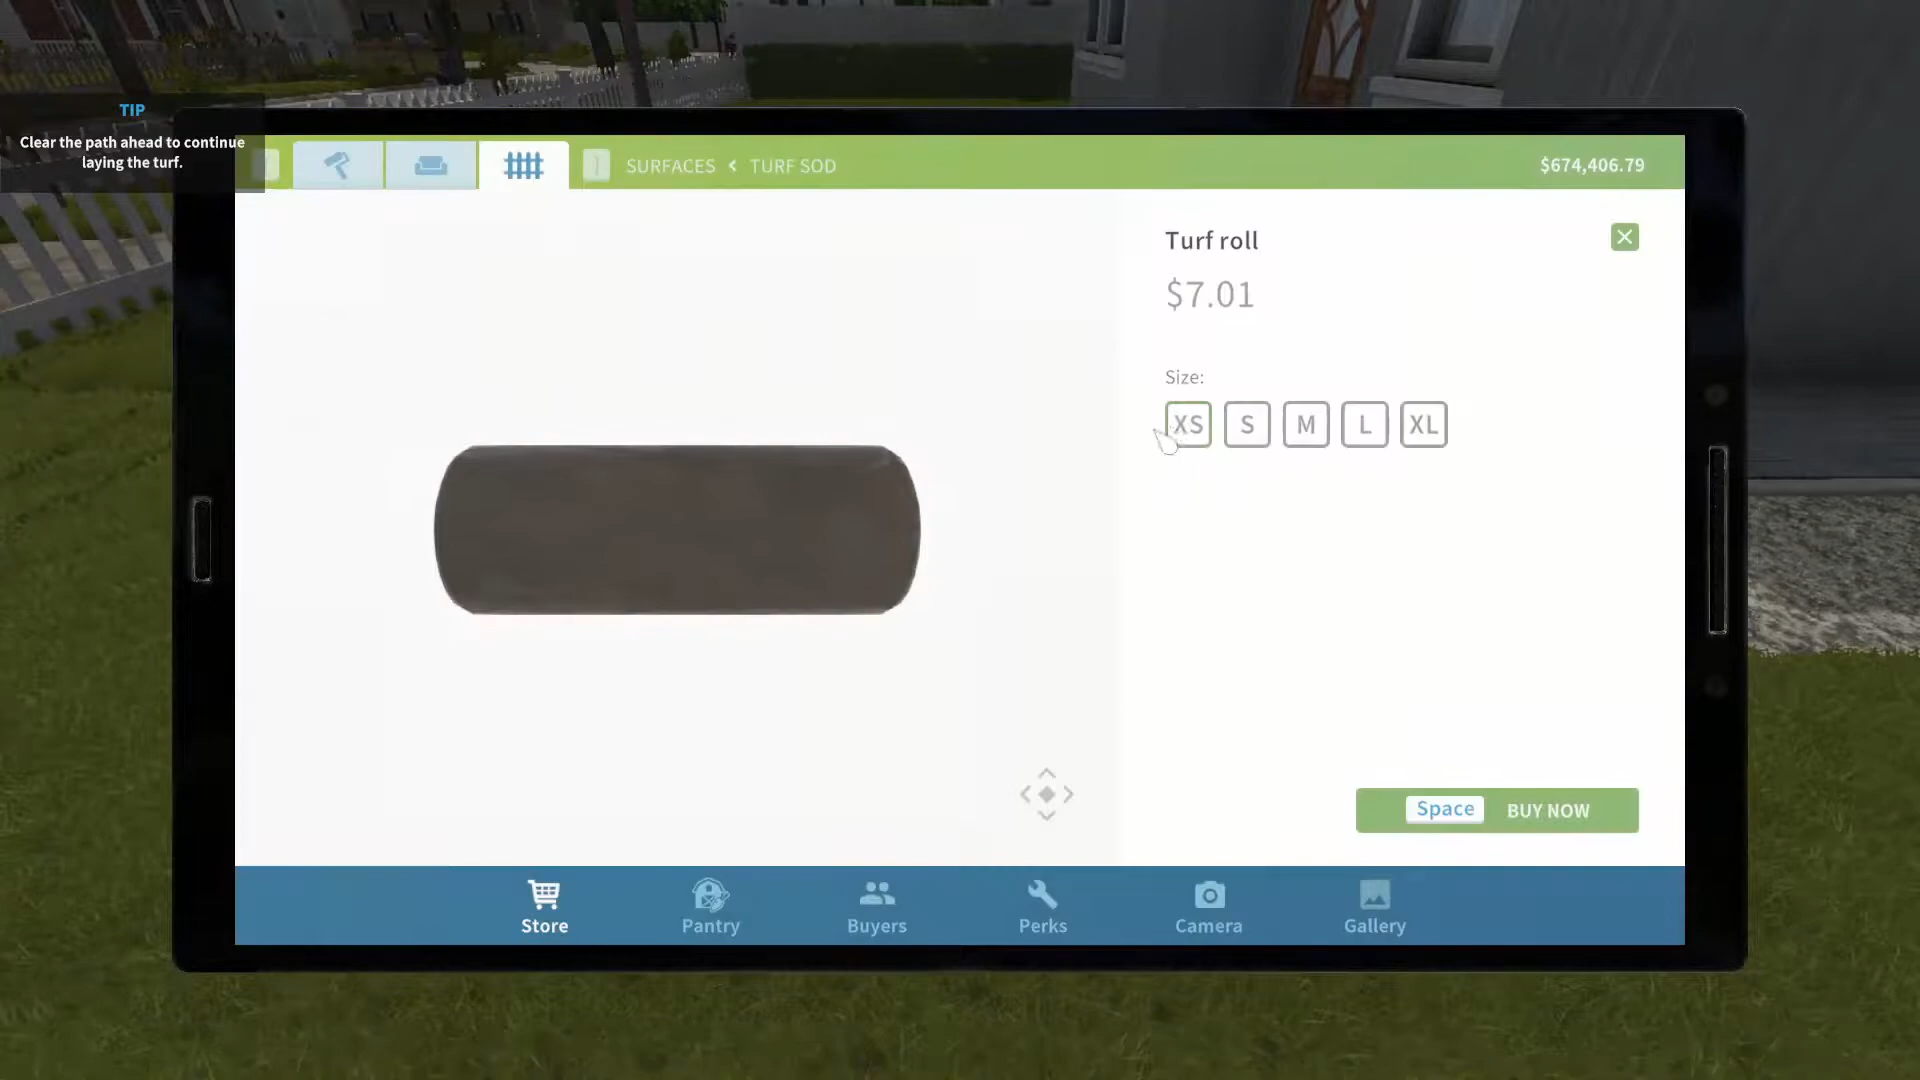 TIP
Clear the path ahead to continue
laying the turf.
SURFACES < TURF SOD
$674,406.79
Turf roll
$7.01
Size:
XS S M L XL
Space BUY NOW
Store Pantry Buyers Perks Camera Gallery